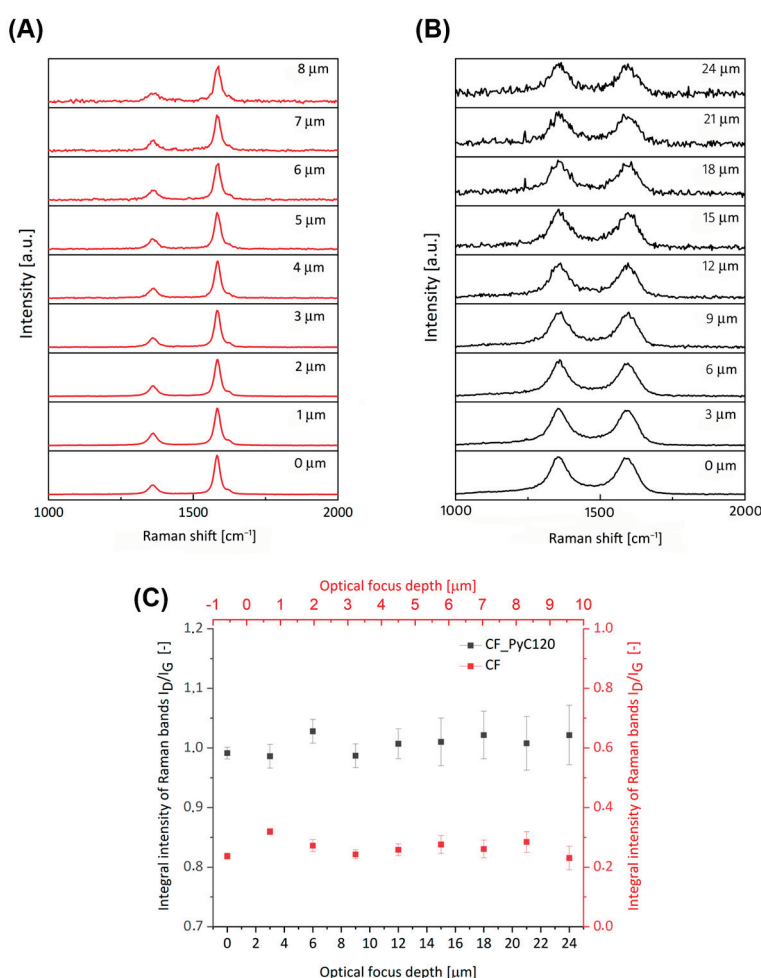 (A)
8 μm
7 μm
6 μm
5 μm
4 μm
3 μm
2 μm
1 μm
0 μm
Intensity [a.u.]
1000 1500 2000
Raman shift [cm⁻¹]
(B)
24 μm
21 μm
18 μm
15 μm
12 μm
9 μm
6 μm
3 μm
0 μm
Intensity [a.u.]
1000 1500 2000
Raman shift [cm⁻¹]
(C)
Optical focus depth [μm]
-1 0 1 2 3 4 5 6 7 8 9 10
Integral intensity of Raman bands I_D/I_G [-]
1.2
1.1
1.0
0.9
0.8
0.7
CF_PyC120
CF
1.0
0.8
0.6
0.4
0.2
0.0
Integral intensity of Raman bands I_D/I_G [-]
0 2 4 6 8 10 12 14 16 18 20 22 24
Optical focus depth [μm]